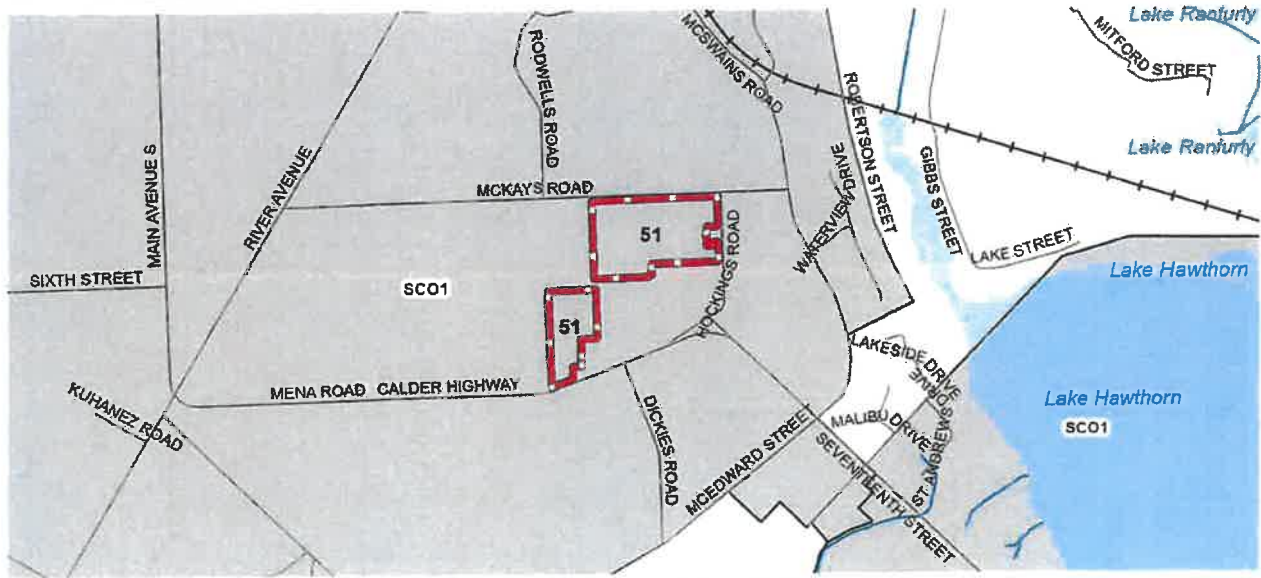 Lake Ranfurly
MITFORD STREET
MCSWAINS ROAD
RODWELLS ROAD
ROBERTSON STREET
Lake Ranfurly
GIBBS STREET
MAIN AVENUE S
RIVER AVENUE
WATERVIEW DRIVE
MCKAYS ROAD
51
HOCKINGS ROAD
LAKE STREET
Lake Hawthorn
SIXTH STREET
SCO1
51
LAKESIDE DRIVE
MENA ROAD CALDER HIGHWAY
KUHANEZ ROAD
DICKIES ROAD
Lake Hawthorn
SCO1
MALIBU DRIVE
ST ANDREWS DRIVE
MCEDWARD STREET
SEVENTEENTH STREET